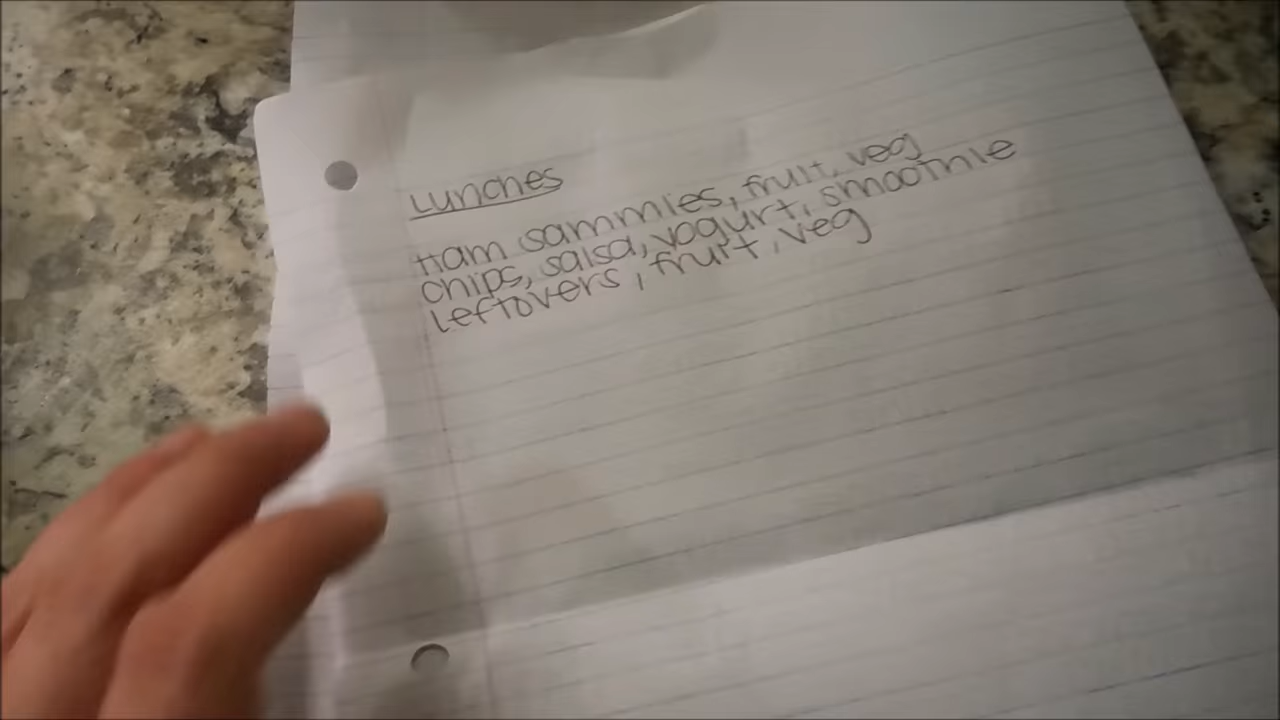 Lunches
Ham sammies, fruit, veg
chips, salsa, yogurt, smoothie
leftovers, fruit, veg